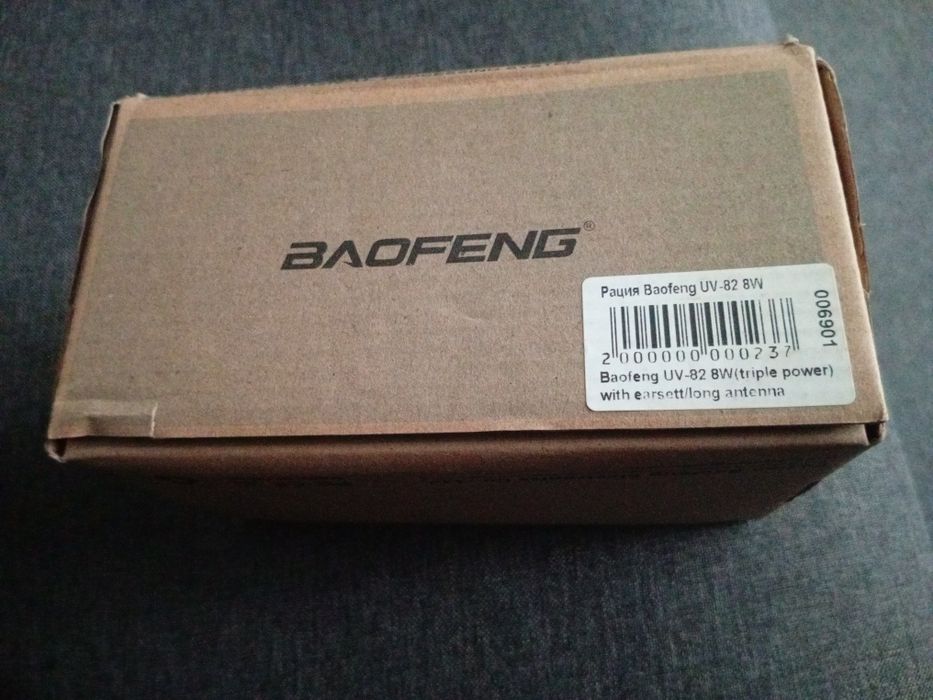 BAOFENG®
Рация Baofeng UV-82 8W
006901
2 000000 000237
Baofeng UV-82 8W(triple power)
with earsett/long antenna